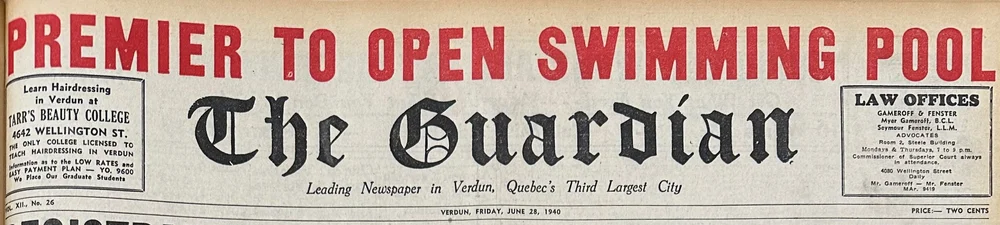 PREMIER TO OPEN SWIMMING POOL
Learn Hairdressing
in Verdun at
TARR'S BEAUTY COLLEGE
4642 WELLINGTON ST.
THE ONLY COLLEGE LICENSED TO
TEACH HAIRDRESSING IN VERDUN
Information as to the LOW RATES and
EASY PAYMENT PLAN — YO. 9600
We Place Our Graduate Students
The Guardian
Leading Newspaper in Verdun, Quebec's Third Largest City
LAW OFFICES
GAMEROFF & FENSTER
Myer Gameroff, B.C.L.
Seymour Fenster, L.L.M.
ADVOCATES
Room 2, Steele Building
Mondays & Thursdays, 7 to 9 p.m.
Commissioner of Superior Court always
in attendance.
4080 Wellington Street
Daily
Mr. Gameroff — Mr. Fenster
MAr. 9419
VOL. XII., No. 26
VERDUN, FRIDAY, JUNE 28, 1940
PRICE:— TWO CENTS